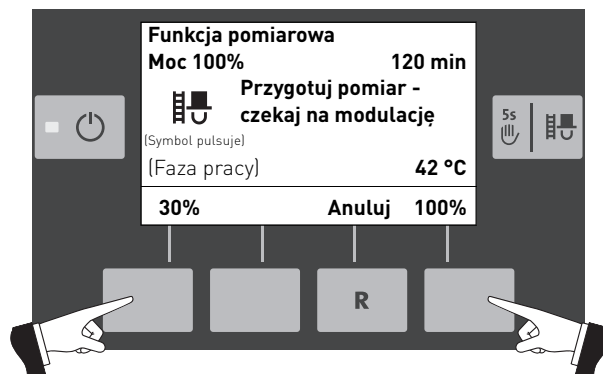 Funkcja pomiarowa
Moc 100% 120 min
Przygotuj pomiar -
czekaj na modulację
(Symbol pulsuje)
(Faza pracy) 42 °C
30% Anuluj 100%
5s
R